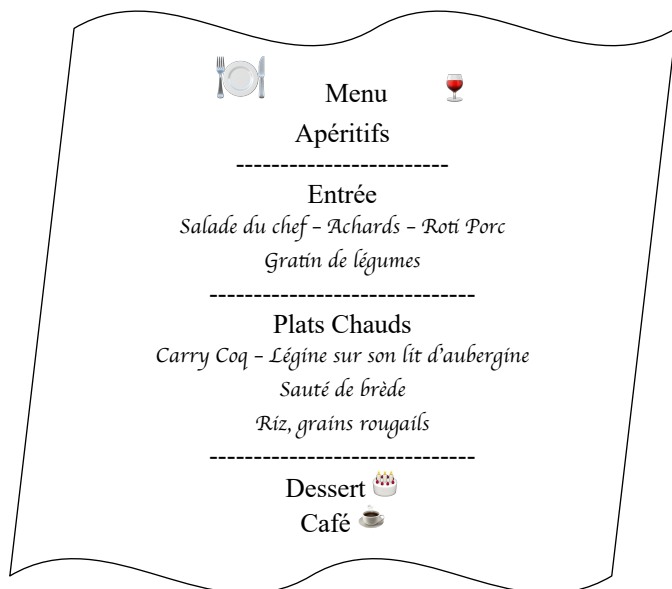 Menu
Apéritifs
------------------------
Entrée
Salade du chef – Achards – Roti Porc
Gratin de légumes
------------------------------
Plats Chauds
Carry Coq – Légine sur son lit d'aubergine
Sauté de brède
Riz, grains rougails
------------------------------
Dessert
Café